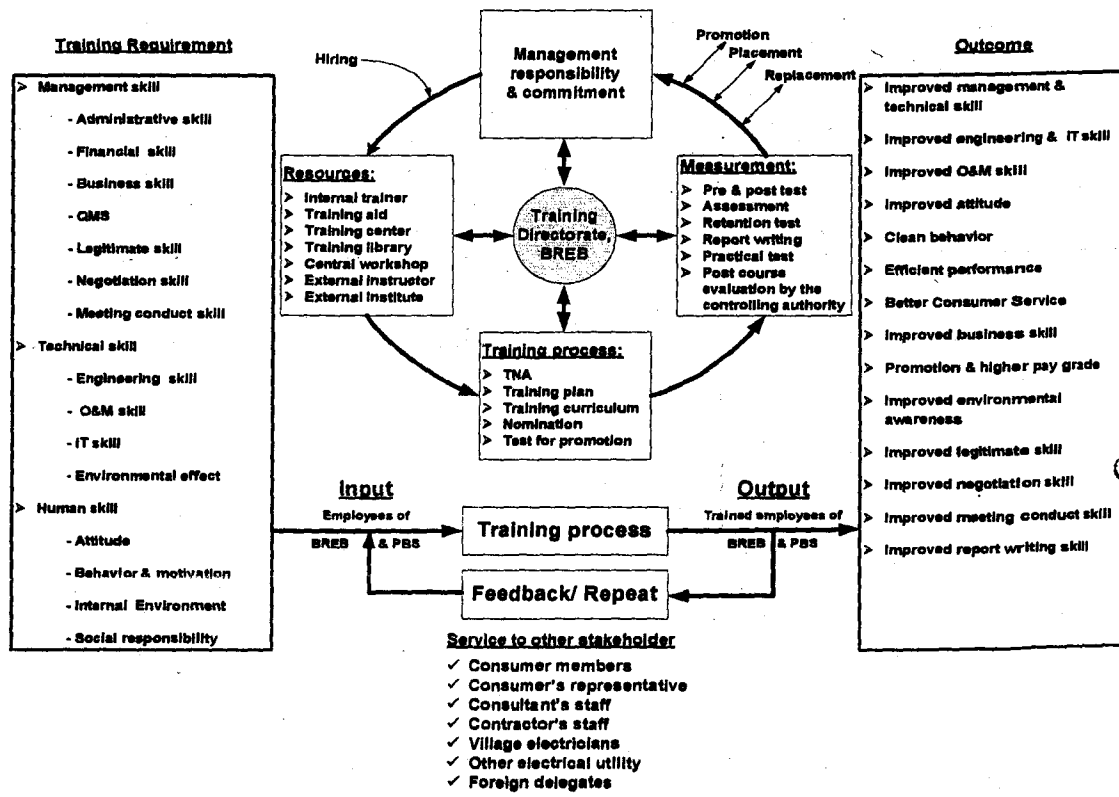 Training Requirement
➢ Management skill
- Administrative skill
- Financial skill
- Business skill
- QMS
- Legitimate skill
- Negotiation skill
- Meeting conduct skill
➢ Technical skill
- Engineering skill
- O&M skill
- IT skill
- Environmental effect
➢ Human skill
- Attitude
- Behavior & motivation
- Internal Environment
- Social responsibility
Hiring
Management
responsibility
& commitment
Promotion
Placement
Replacement
Resources:
➢ Internal trainer
➢ Training aid
➢ Training center
➢ Training library
➢ Central workshop
➢ External instructor
➢ External institute
Training
Directorate,
BREB
Measurement:
➢ Pre & post test
➢ Assessment
➢ Retention test
➢ Report writing
➢ Practical test
➢ Post course
evaluation by the
controlling authority
Training process:
➢ TNA
➢ Training plan
➢ Training curriculum
➢ Nomination
➢ Test for promotion
Input
Employees of
BREB & PBS
Training process
Output
Trained employees of
BREB & PBS
Feedback/ Repeat
Service to other stakeholder
✓ Consumer members
✓ Consumer's representative
✓ Consultant's staff
✓ Contractor's staff
✓ Village electricians
✓ Other electrical utility
✓ Foreign delegates
Outcome
➢ Improved management &
technical skill
➢ Improved engineering & IT skill
➢ Improved O&M skill
➢ Improved attitude
➢ Clean behavior
➢ Efficient performance
➢ Better Consumer Service
➢ Improved business skill
➢ Promotion & higher pay grade
➢ Improved environmental
awareness
➢ Improved legitimate skill
➢ Improved negotiation skill
➢ Improved meeting conduct skill
➢ Improved report writing skill